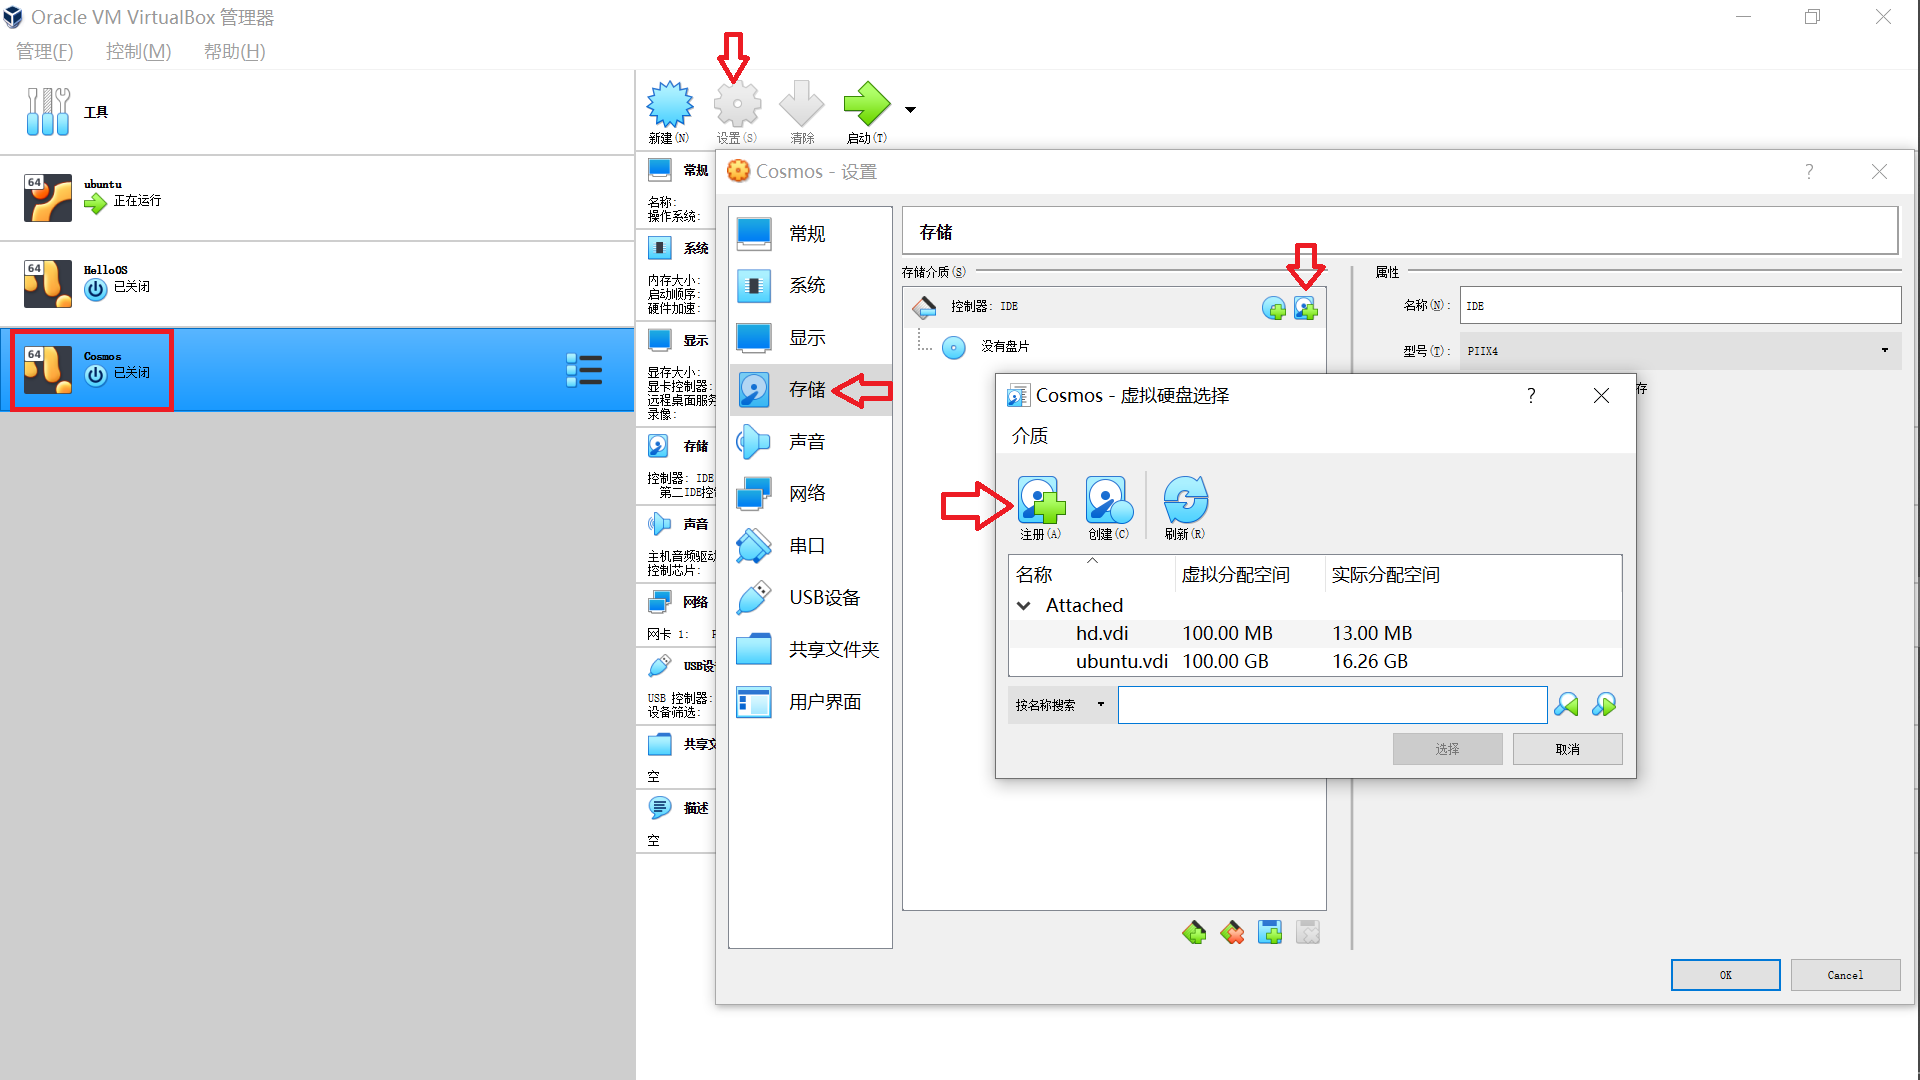 Oracle VM VirtualBox 管理器
管理(F) 控制(M) 帮助(H)
工具
64 ubuntu
正在运行
64 HelloOS
已关闭
64 Cosmos
已关闭
新建(N) 设置(S) 清除 启动(T)
常规
名称:
操作系统:
系统
内存大小:
启动顺序:
硬件加速:
显示
显存大小:
显卡控制器:
远程桌面服务
录像:
存储
控制器: IDE
第二IDE控
声音
主机音频驱动
控制芯片:
网络
网卡 1:
USB设
USB 控制器:
设备筛选:
共享文
空
描述
空
Cosmos - 设置
?
常规
系统
显示
存储
声音
网络
串口
USB设备
共享文件夹
用户界面
存储
存储介质(S)
控制器: IDE
没有盘片
属性
名称(N): IDE
型号(T): PIIX4
存
Cosmos - 虚拟硬盘选择
?
介质
注册(A) 创建(C) 刷新(R)
名称 虚拟分配空间 实际分配空间
Attached
hd.vdi 100.00 MB 13.00 MB
ubuntu.vdi 100.00 GB 16.26 GB
按名称搜索
选择 取消
OK Cancel